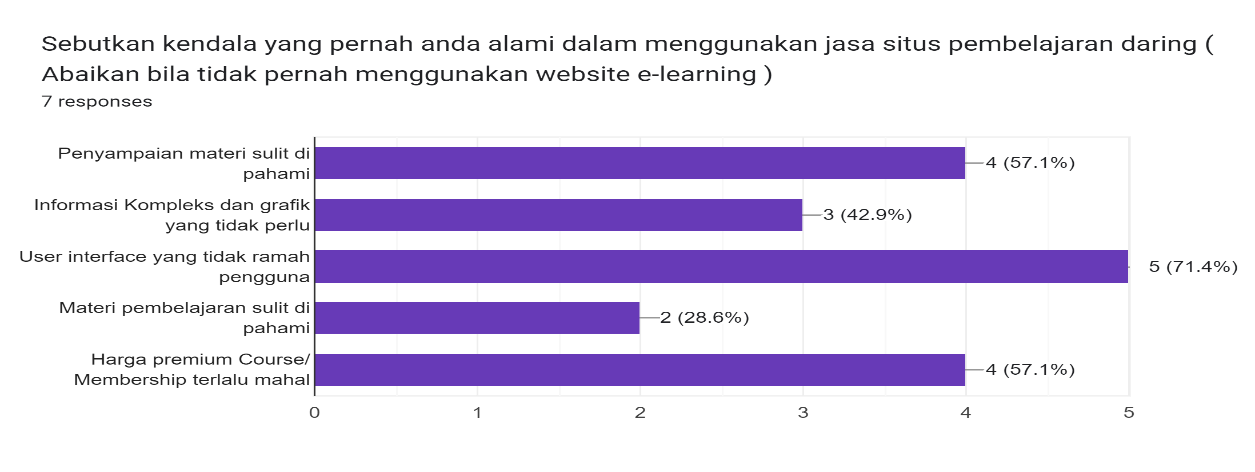 Sebutkan kendala yang pernah anda alami dalam menggunakan jasa situs pembelajaran daring (
Abaikan bila tidak pernah menggunakan website e-learning )
7 responses
Penyampaian materi sulit di
pahami
4 (57.1%)
Informasi Kompleks dan grafik
yang tidak perlu
3 (42.9%)
User interface yang tidak ramah
pengguna
5 (71.4%)
Materi pembelajaran sulit di
pahami
2 (28.6%)
Harga premium Course/
Membership terlalu mahal
4 (57.1%)
0 1 2 3 4 5